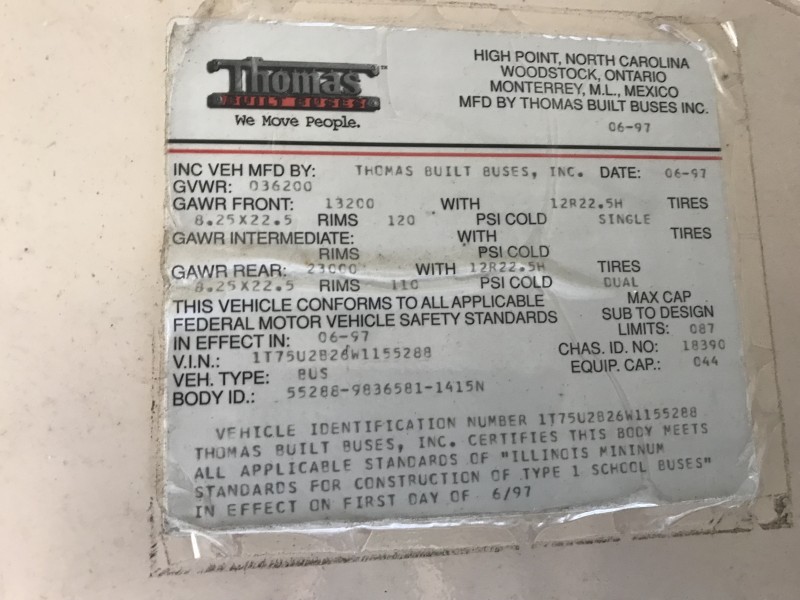 Thomas
BUILT BUSES
We Move People.
HIGH POINT, NORTH CAROLINA
WOODSTOCK, ONTARIO
MONTERREY, M.L., MEXICO
MFD BY THOMAS BUILT BUSES INC.
06-97
INC VEH MFD BY: THOMAS BUILT BUSES, INC. DATE: 06-97
GVWR: 036200
GAWR FRONT: 13200 WITH 12R22.5H TIRES
8.25X22.5 RIMS 120 PSI COLD SINGLE
GAWR INTERMEDIATE: WITH TIRES
RIMS PSI COLD
GAWR REAR: 23000 WITH 12R22.5H TIRES
8.25X22.5 RIMS 110 PSI COLD DUAL
THIS VEHICLE CONFORMS TO ALL APPLICABLE
FEDERAL MOTOR VEHICLE SAFETY STANDARDS
IN EFFECT IN: 06-97
V.I.N.: 1T75U2B26W1155288
VEH. TYPE: BUS
BODY ID.: 55288-9836581-1415N
MAX CAP
SUB TO DESIGN
LIMITS: 087
CHAS. ID. NO: 18390
EQUIP. CAP.: 044
VEHICLE IDENTIFICATION NUMBER 1T75U2B26W1155288
THOMAS BUILT BUSES, INC. CERTIFIES THIS BODY MEETS
ALL APPLICABLE STANDARDS OF "ILLINOIS MININUM
STANDARDS FOR CONSTRUCTION OF TYPE 1 SCHOOL BUSES"
IN EFFECT ON FIRST DAY OF 6/97